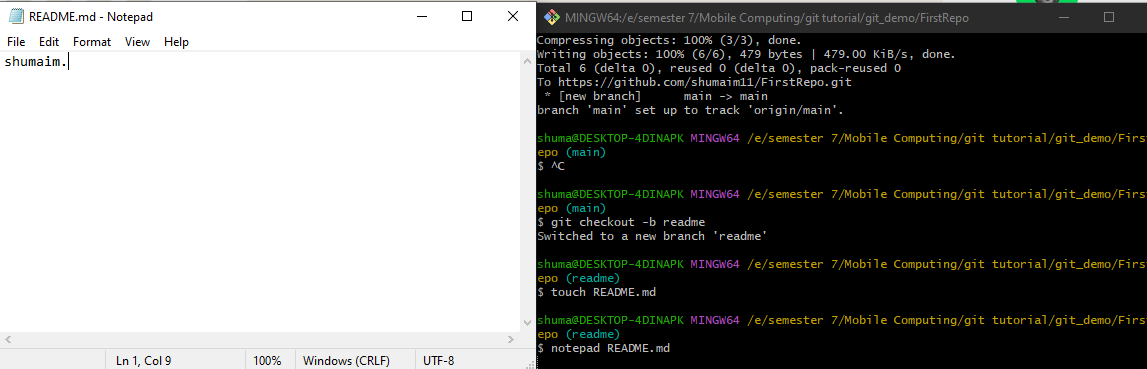 README.md - Notepad
File Edit Format View Help
shumaim.
Ln 1, Col 9 100% Windows (CRLF) UTF-8
MINGW64:/e/semester 7/Mobile Computing/git tutorial/git_demo/FirstRepo
Compressing objects: 100% (3/3), done.
Writing objects: 100% (6/6), 479 bytes | 479.00 KiB/s, done.
Total 6 (delta 0), reused 0 (delta 0), pack-reused 0
To https://github.com/shumaim11/FirstRepo.git
 * [new branch]      main -> main
branch 'main' set up to track 'origin/main'.
shuma@DESKTOP-4DINAPK MINGW64 /e/semester 7/Mobile Computing/git tutorial/git_demo/Firs
epo (main)
$ ^C
shuma@DESKTOP-4DINAPK MINGW64 /e/semester 7/Mobile Computing/git tutorial/git_demo/Firs
epo (main)
$ git checkout -b readme
Switched to a new branch 'readme'
shuma@DESKTOP-4DINAPK MINGW64 /e/semester 7/Mobile Computing/git tutorial/git_demo/Firs
epo (readme)
$ touch README.md
shuma@DESKTOP-4DINAPK MINGW64 /e/semester 7/Mobile Computing/git tutorial/git_demo/Firs
epo (readme)
$ notepad README.md